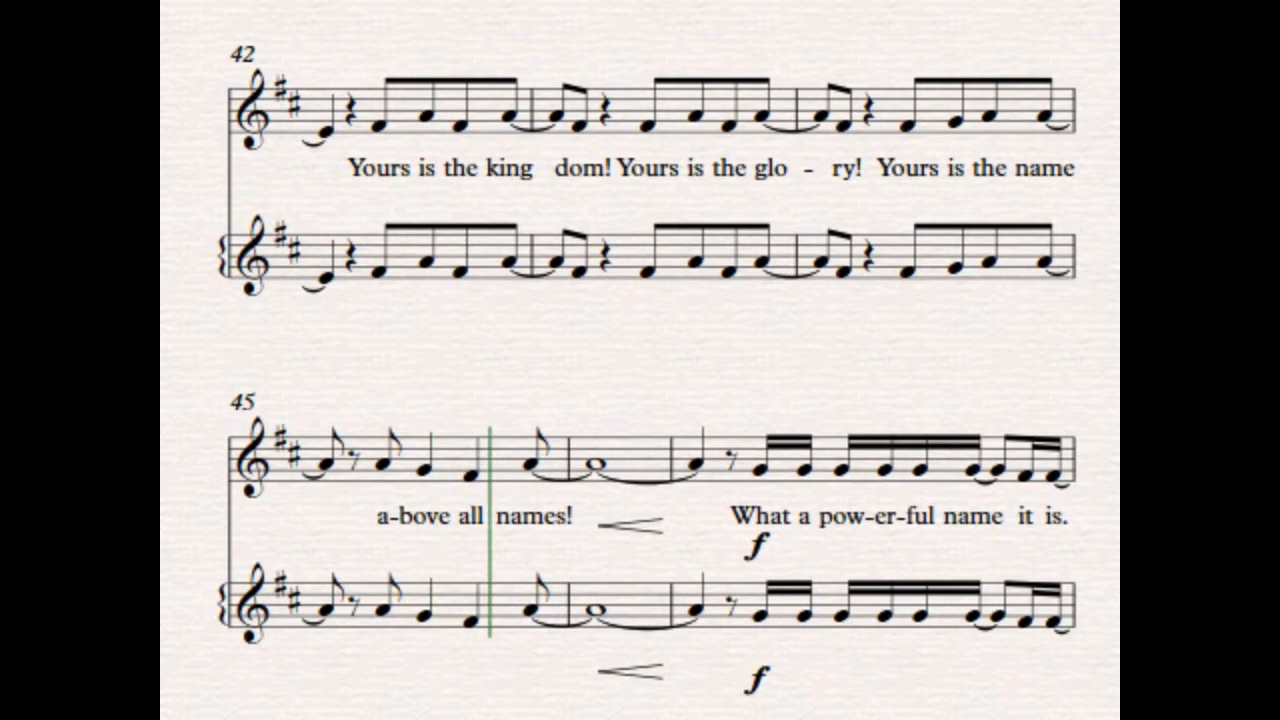 42
Yours is the king dom! Yours is the glo - ry! Yours is the name
45
a-bove all names! What a pow-er-ful name it is.
f
f